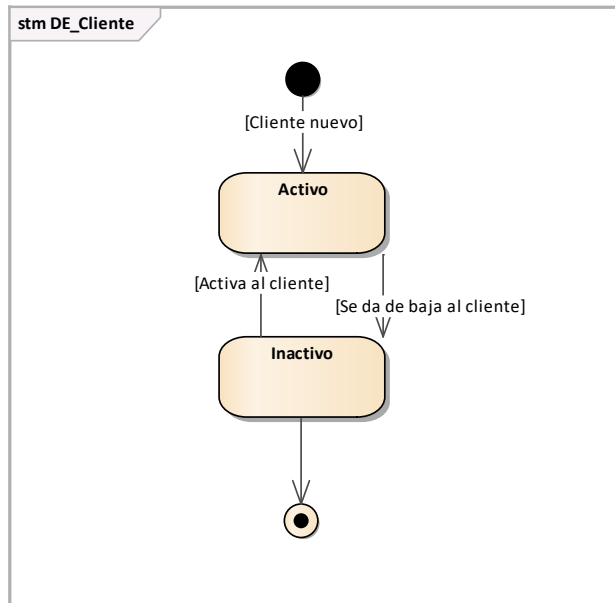 stm DE_Cliente
[Cliente nuevo]
Activo
[Activa al cliente]
[Se da de baja al cliente]
Inactivo